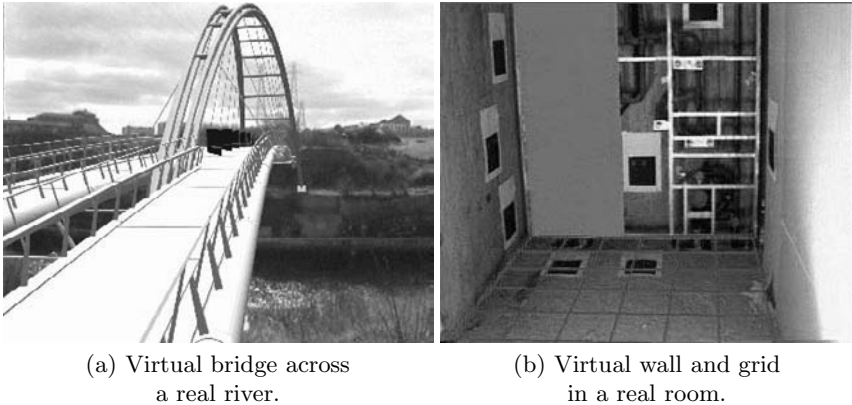 (a) Virtual bridge across
a real river.
(b) Virtual wall and grid
in a real room.